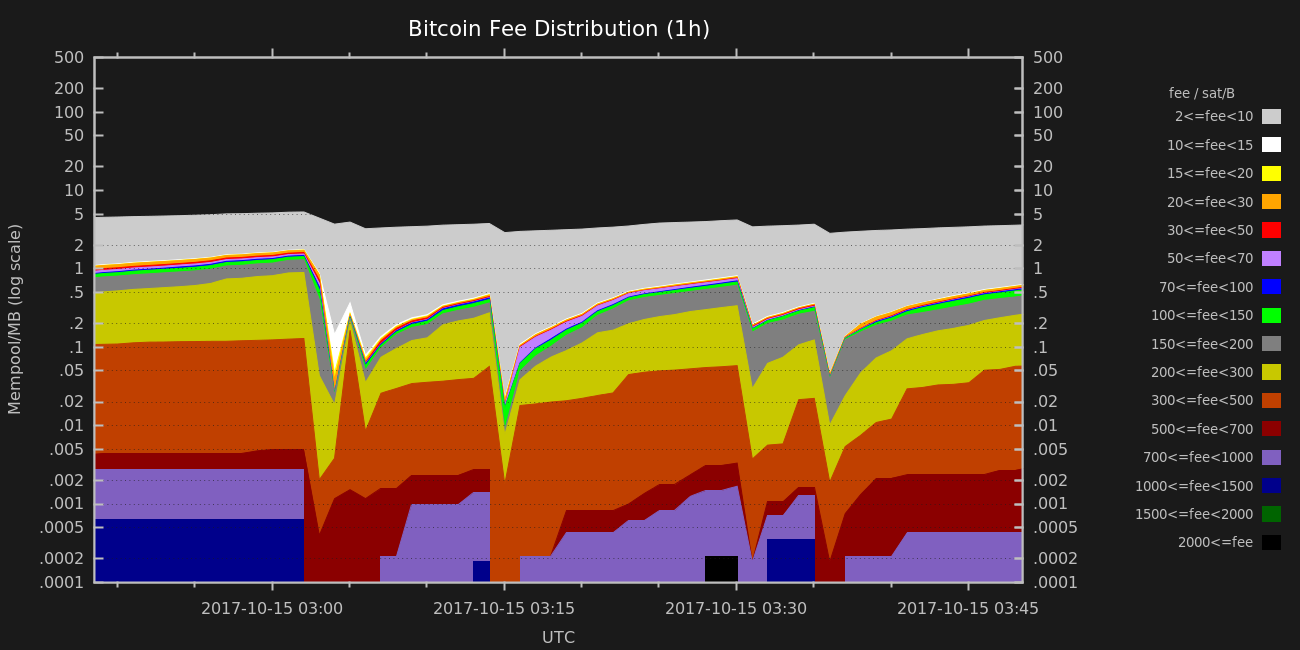 Bitcoin Fee Distribution (1h)
Mempool/MB (log scale)
500
200
100
50
20
10
5
2
1
.5
.2
.1
.05
.02
.01
.005
.002
.001
.0005
.0002
.0001
500
200
100
50
20
10
5
2
1
.5
.2
.1
.05
.02
.01
.005
.002
.001
.0005
.0002
.0001
2017-10-15 03:00
2017-10-15 03:15
2017-10-15 03:30
2017-10-15 03:45
UTC
fee / sat/B
2<=fee<10
10<=fee<15
15<=fee<20
20<=fee<30
30<=fee<50
50<=fee<70
70<=fee<100
100<=fee<150
150<=fee<200
200<=fee<300
300<=fee<500
500<=fee<700
700<=fee<1000
1000<=fee<1500
1500<=fee<2000
2000<=fee